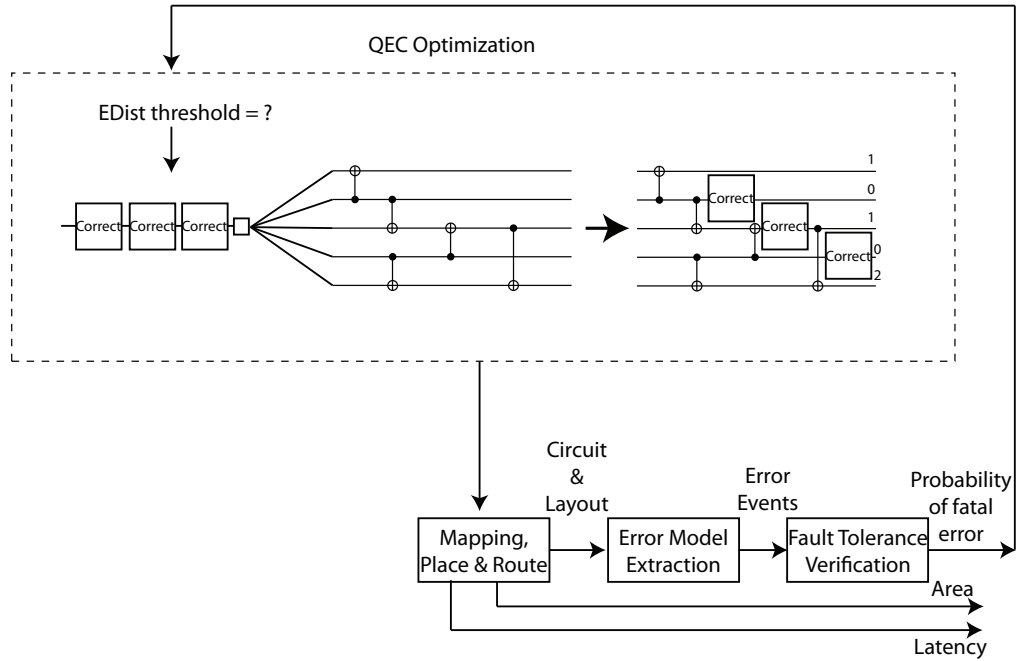 QEC Optimization
EDist threshold = ?
Correct
Correct
Correct
1
0
1
0
2
Correct
Correct
Correct
Circuit
&
Layout
Error
Events
Probability
of fatal
error
Mapping,
Place & Route
Error Model
Extraction
Fault Tolerance
Verification
Area
Latency